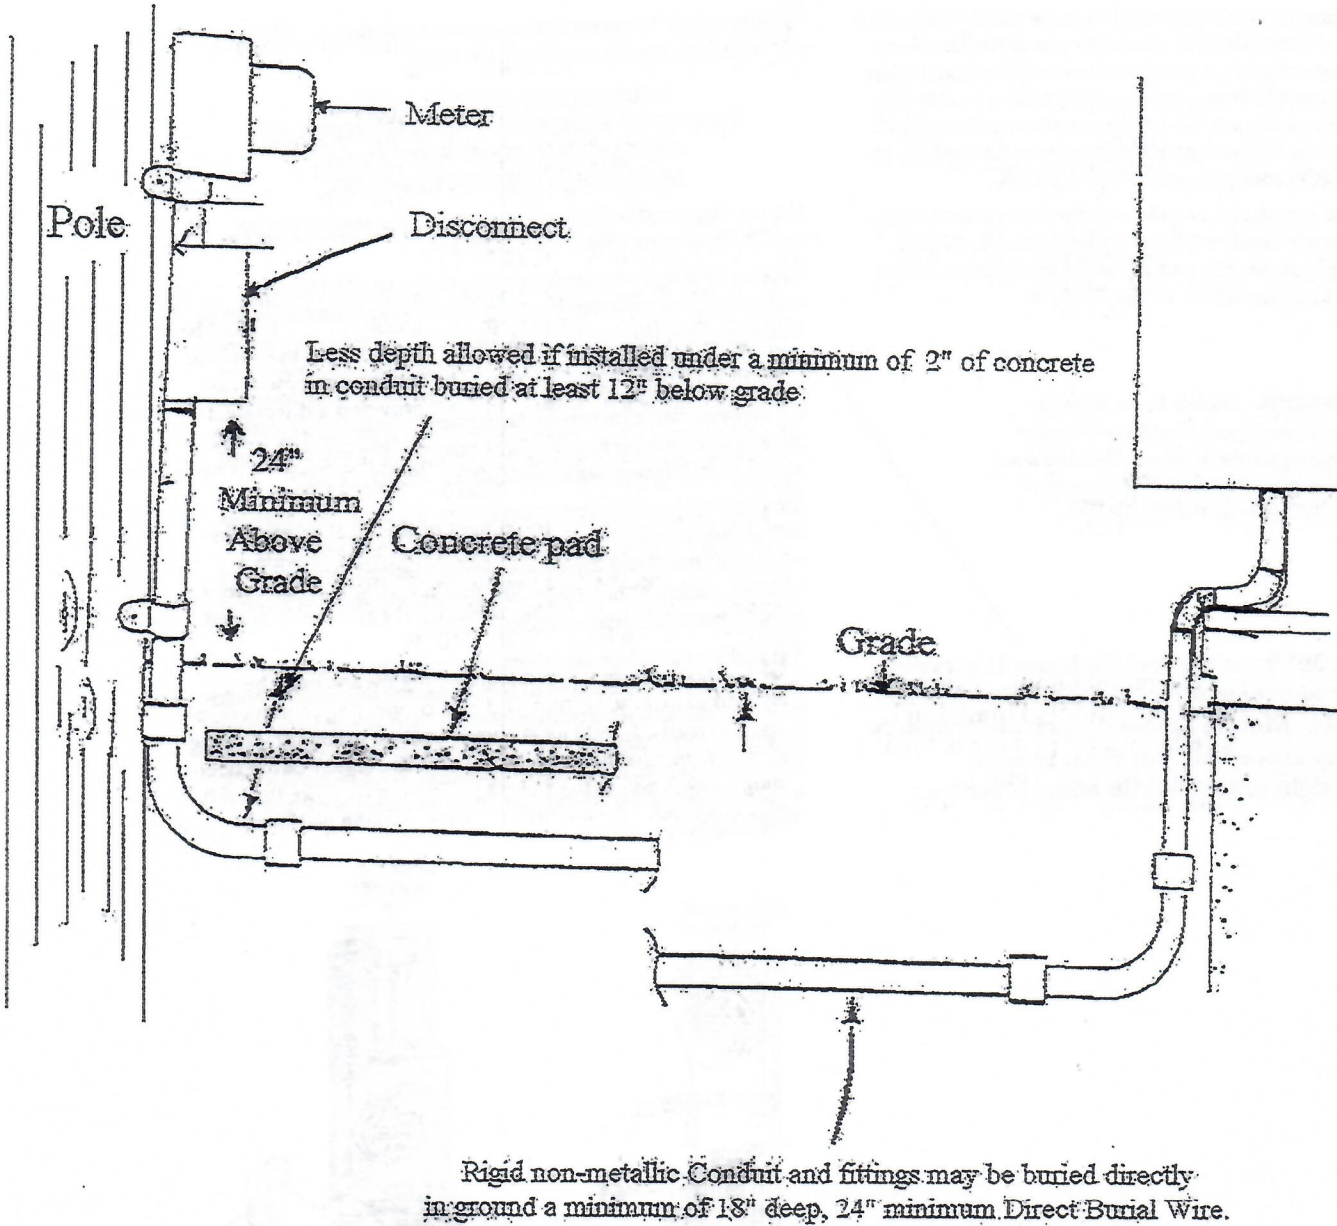 Meter
Pole
Disconnect
Less depth allowed if installed under a minimum of 2" of concrete
in conduit buried at least 12" below grade
24"
Minimum
Above
Grade
Concrete pad
Grade
Rigid non-metallic Conduit and fittings may be buried directly
in ground a minimum of 18" deep, 24" minimum Direct Burial Wire.